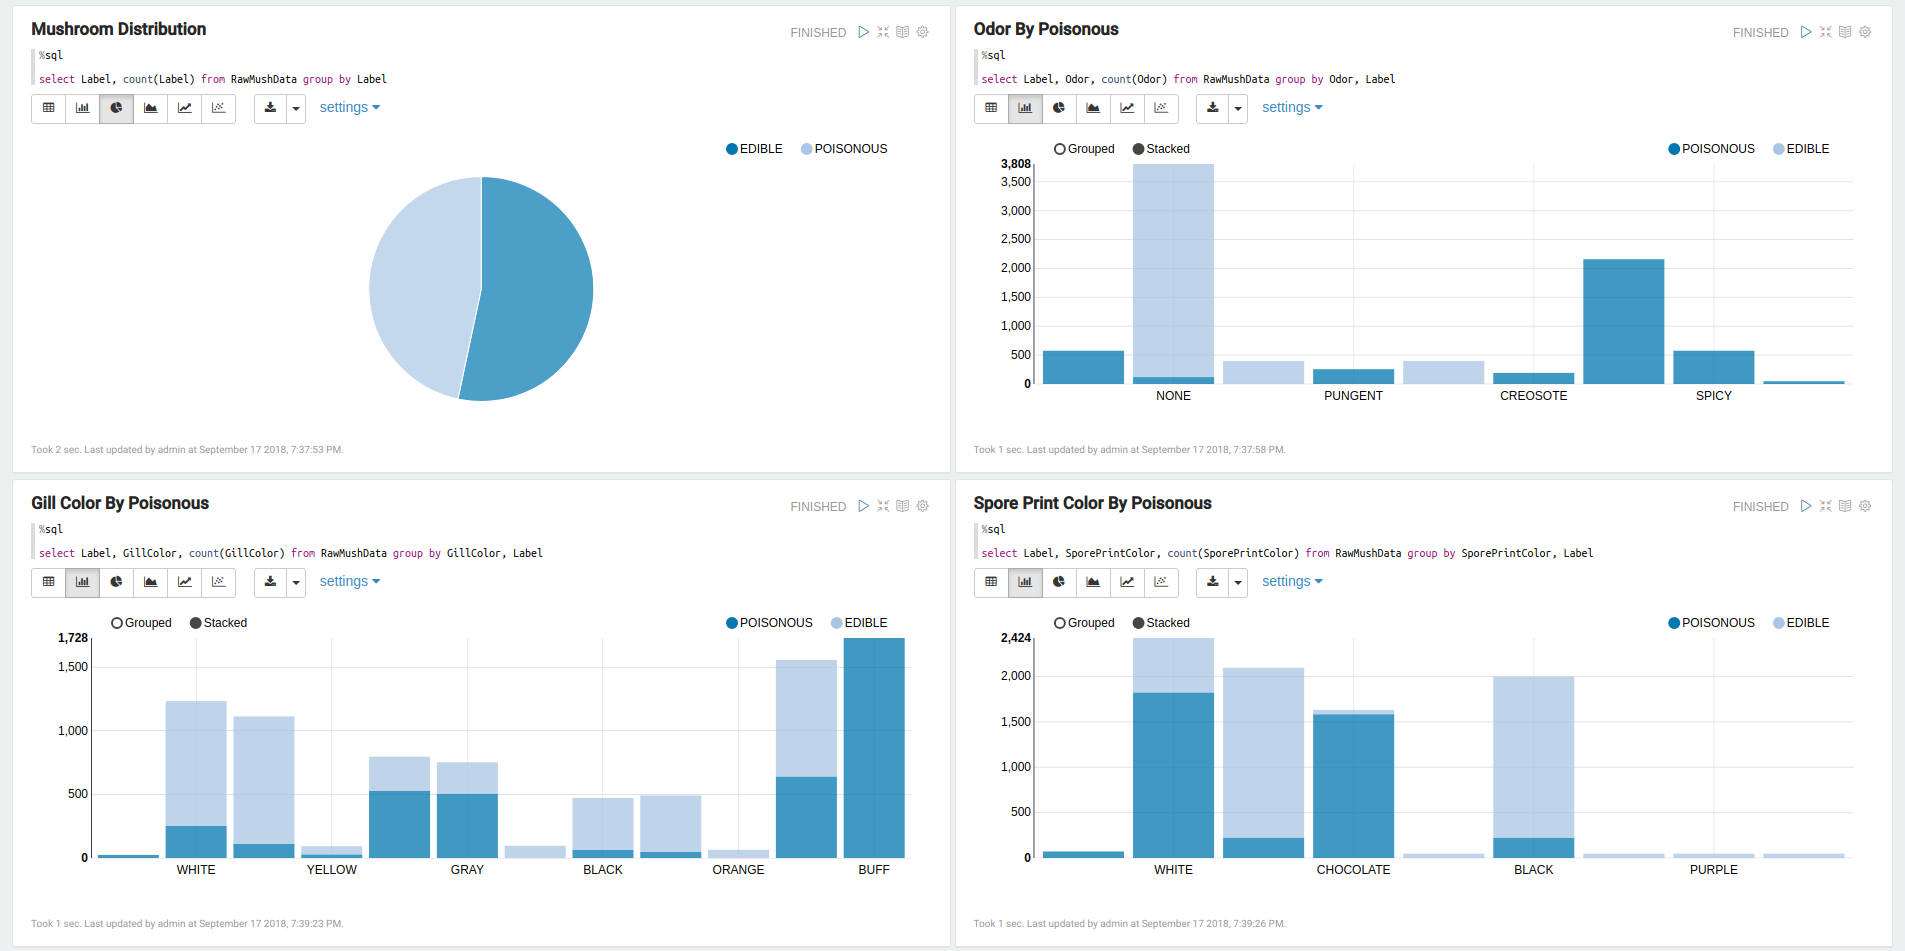 Mushroom Distribution
FINISHED
%sql
select Label, count(Label) from RawMushData group by Label
settings
EDIBLE POISONOUS
Took 2 sec. Last updated by admin at September 17 2018, 7:37:53 PM.
Odor By Poisonous
FINISHED
%sql
select Label, Odor, count(Odor) from RawMushData group by Odor, Label
settings
Grouped Stacked POISONOUS EDIBLE
3,808
3,500
3,000
2,500
2,000
1,500
1,000
500
0
NONE PUNGENT CREOSOTE SPICY
Took 1 sec. Last updated by admin at September 17 2018, 7:37:58 PM.
Gill Color By Poisonous
FINISHED
%sql
select Label, GillColor, count(GillColor) from RawMushData group by GillColor, Label
settings
Grouped Stacked POISONOUS EDIBLE
1,728
1,500
1,000
500
0
WHITE YELLOW GRAY BLACK ORANGE BUFF
Took 1 sec. Last updated by admin at September 17 2018, 7:39:23 PM.
Spore Print Color By Poisonous
FINISHED
%sql
select Label, SporePrintColor, count(SporePrintColor) from RawMushData group by SporePrintColor, Label
settings
Grouped Stacked POISONOUS EDIBLE
2,424
2,000
1,500
1,000
500
0
WHITE CHOCOLATE BLACK PURPLE
Took 1 sec. Last updated by admin at September 17 2018, 7:39:26 PM.